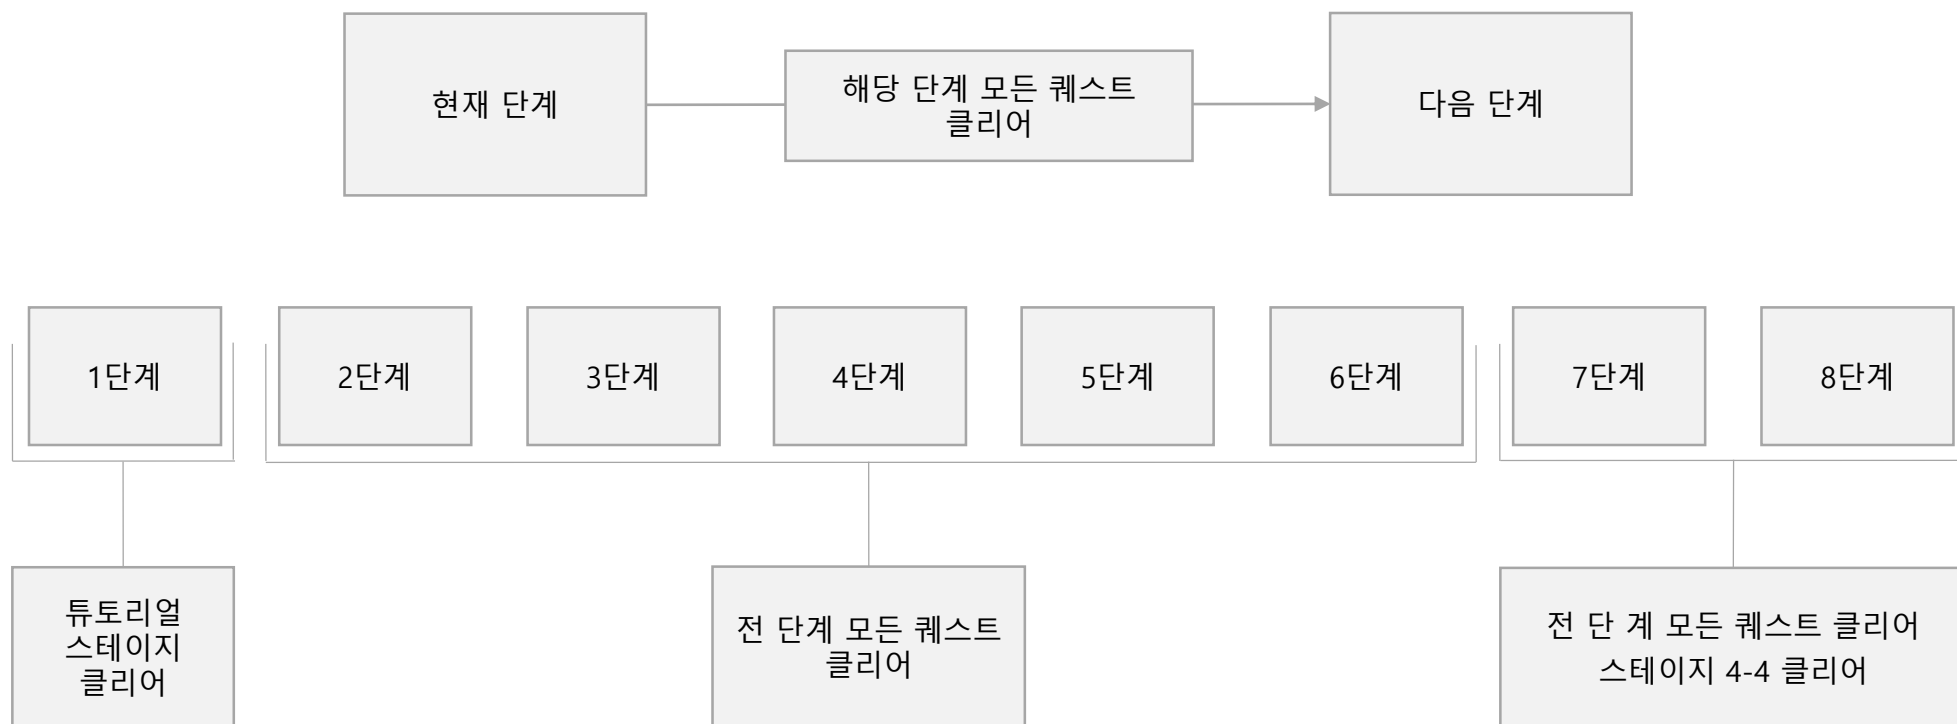 현재 단계
해당 단계 모든 퀘스트
클리어
다음 단계
1단계
2단계
3단계
4단계
5단계
6단계
7단계
8단계
튜토리얼
스테이지
클리어
전 단계 모든 퀘스트
클리어
전 단 계 모든 퀘스트 클리어
스테이지 4-4 클리어